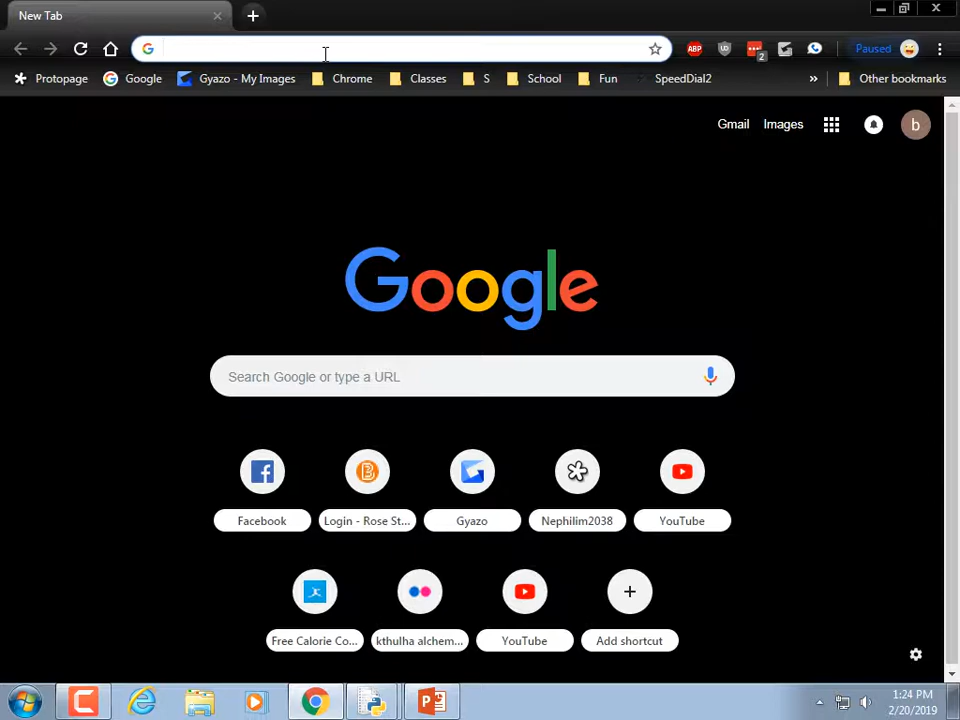 New Tab
Paused
Protopage Google Gyazo - My Images Chrome Classes S School Fun SpeedDial2 » Other bookmarks
ABP
2
Gmail Images b
Google
Search Google or type a URL
Facebook Login - Rose St... Gyazo Nephilim2038 YouTube
Free Calorie Co... kthulha alchem... YouTube Add shortcut
1:24 PM
2/20/2019